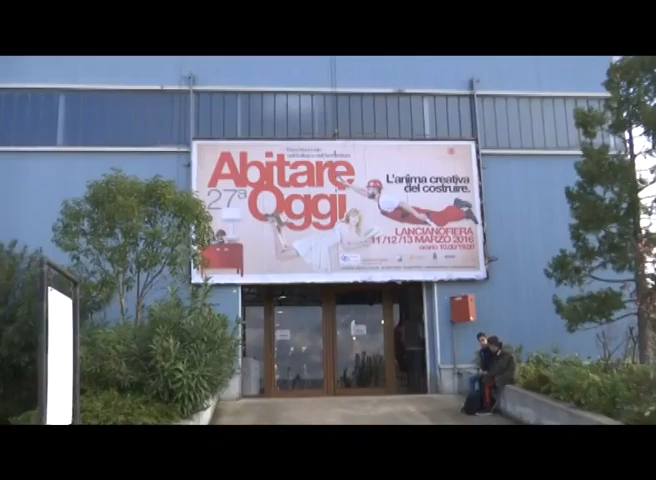 Abitare
27ª Oggi
L'anima creativa
del costruire.
LANCIANOFIERA
11/12/13 MARZO 2016